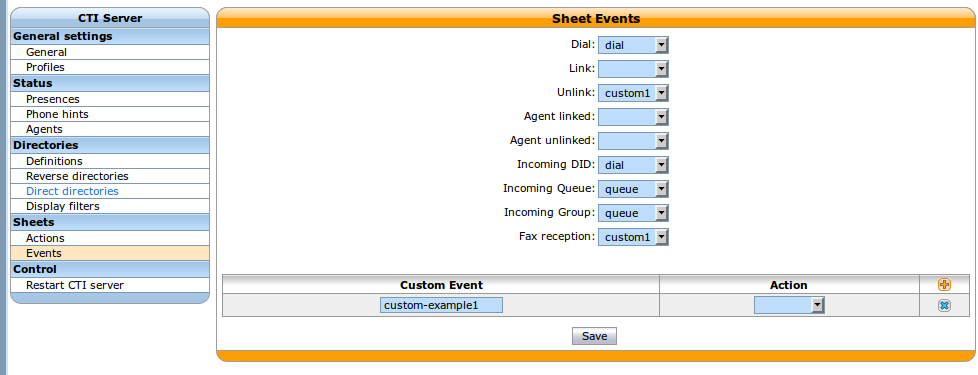 CTI Server
General settings
General
Profiles
Status
Presences
Phone hints
Agents
Directories
Definitions
Reverse directories
Direct directories
Display filters
Sheets
Actions
Events
Control
Restart CTI server
Sheet Events
Dial: dial
Link:
Unlink: custom1
Agent linked:
Agent unlinked:
Incoming DID: dial
Incoming Queue: queue
Incoming Group: queue
Fax reception: custom1
Custom Event Action
custom-example1
Save